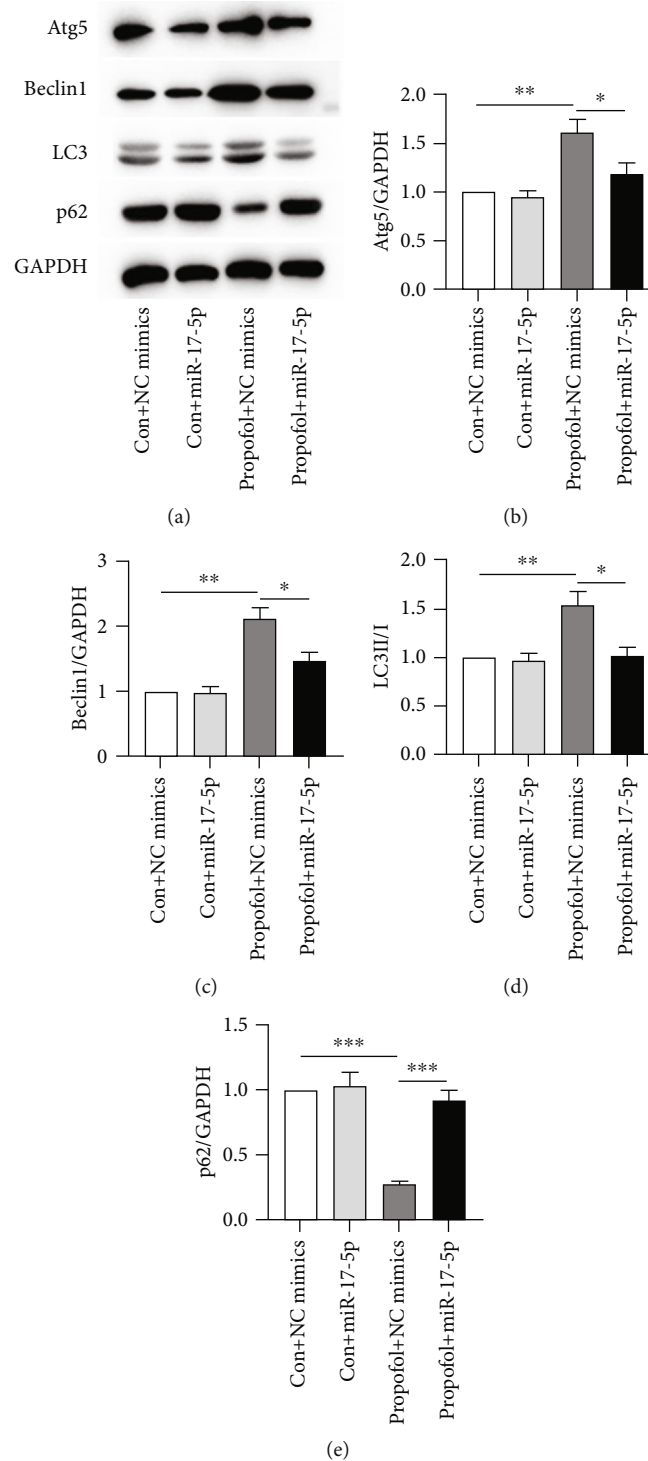 Atg5
Beclin1
LC3
p62
GAPDH
Con+NC mimics
Con+miR-17-5p
Propofol+NC mimics
Propofol+miR-17-5p
(a)
Atg5/GAPDH
2.0
1.5
1.0
0.5
0.0
**
*
Con+NC mimics
Con+miR-17-5p
Propofol+NC mimics
Propofol+miR-17-5p
(b)
Beclin1/GAPDH
3
2
1
0
**
*
Con+NC mimics
Con+miR-17-5p
Propofol+NC mimics
Propofol+miR-17-5p
(c)
LC3II/I
2.0
1.5
1.0
0.5
0.0
**
*
Con+NC mimics
Con+miR-17-5p
Propofol+NC mimics
Propofol+miR-17-5p
(d)
p62/GAPDH
1.5
1.0
0.5
0.0
***
***
Con+NC mimics
Con+miR-17-5p
Propofol+NC mimics
Propofol+miR-17-5p
(e)